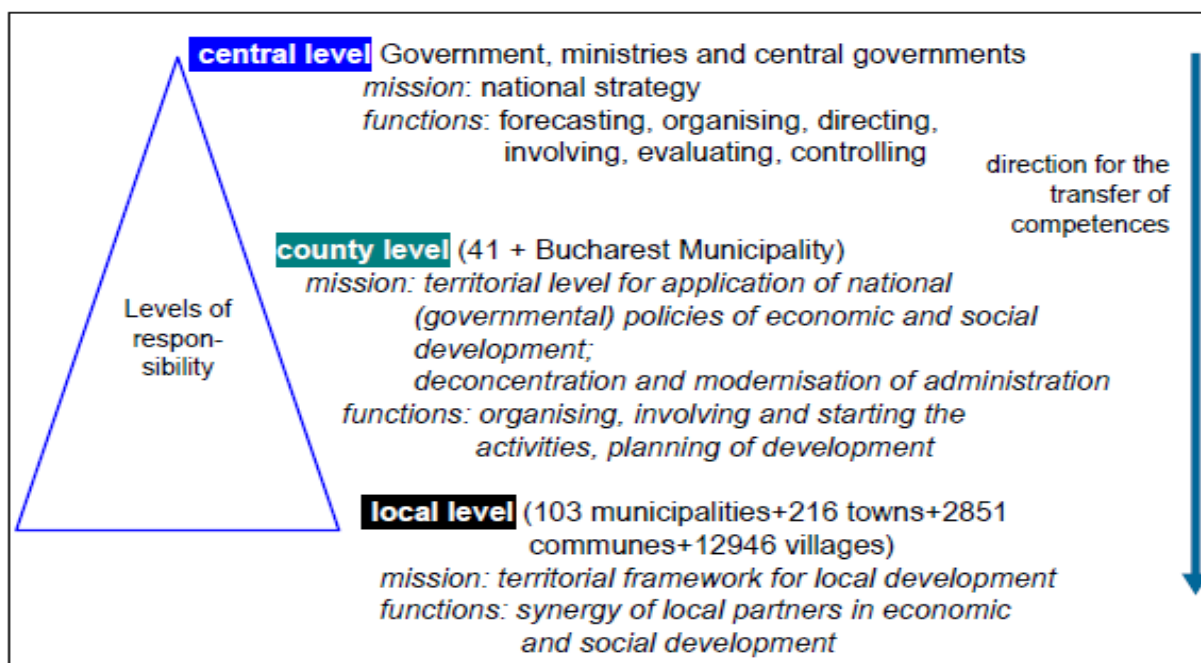 central level Government, ministries and central governments
mission: national strategy
functions: forecasting, organising, directing,
involving, evaluating, controlling
direction for the
transfer of
competences
county level (41 + Bucharest Municipality)
mission: territorial level for application of national
(governmental) policies of economic and social
development;
deconcentration and modernisation of administration
functions: organising, involving and starting the
activities, planning of development
Levels of
respon-
sibility
local level (103 municipalities+216 towns+2851
communes+12946 villages)
mission: territorial framework for local development
functions: synergy of local partners in economic
and social development